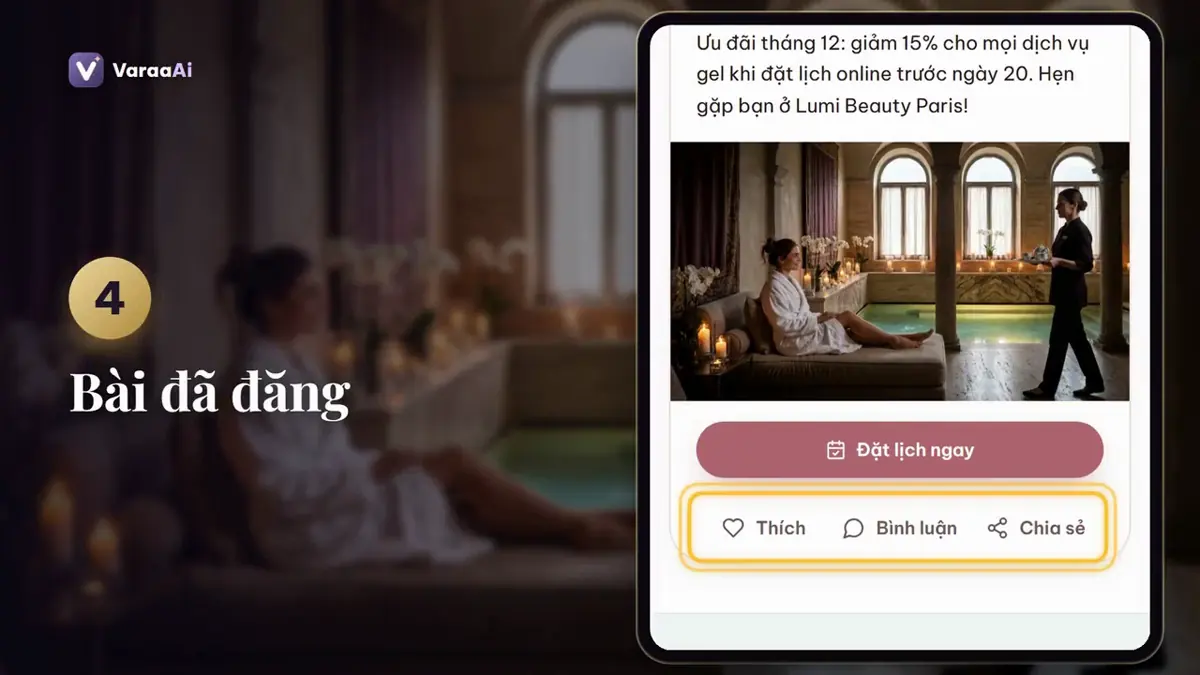 VaraaAi
4
Bài đã đăng
Ưu đãi tháng 12: giảm 15% cho mọi dịch vụ
gel khi đặt lịch online trước ngày 20. Hẹn
gặp bạn ở Lumi Beauty Paris!
Đặt lịch ngay
Thích
Bình luận
Chia sẻ